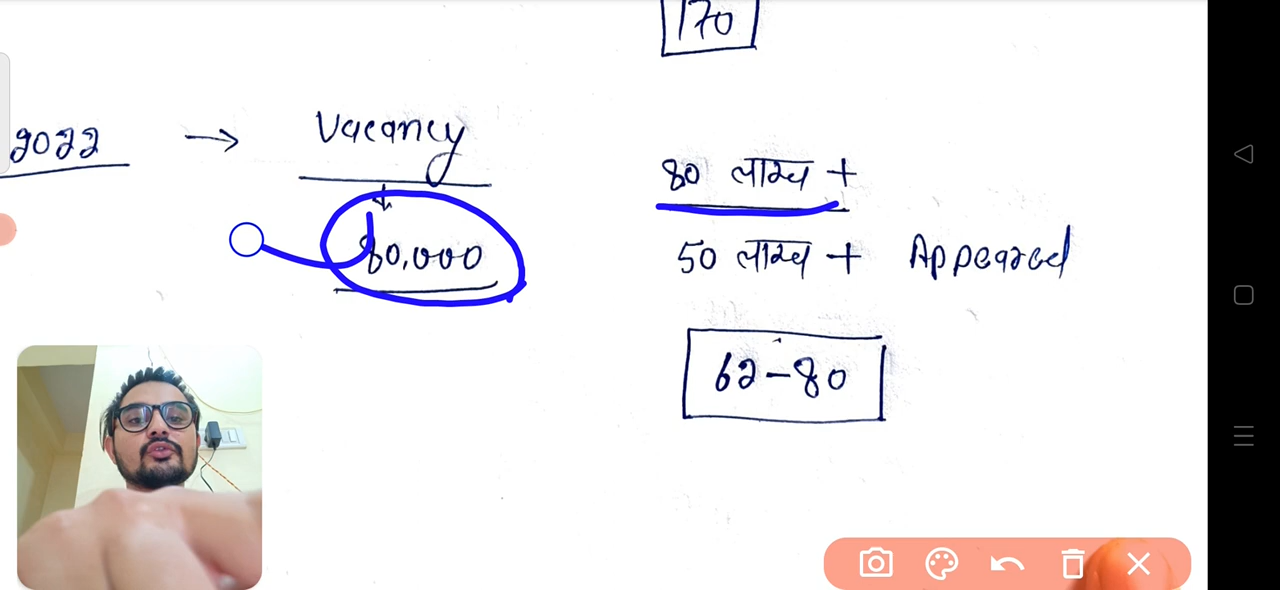 170
2022 → Vacancy
80,000
80 लाख +
50 लाख + Appeared
62-80